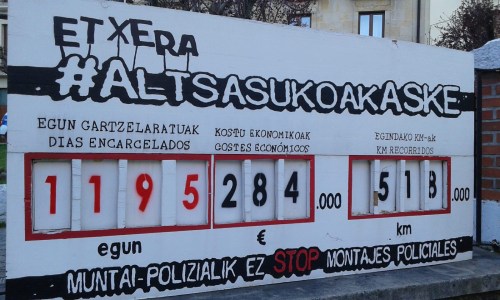 ETXERA
#ALTSASUKOAKASKE
EGUN GARTZELARATUAK
DIAS ENCARCELADOS
KOSTU EKONOMIKOAK
COSTES ECONÓMICOS
EGINDAKO KM-ak
KM RECORRIDOS
1195 284.000 518.000
egun € km
MUNTAI-POLIZIALIK EZ STOP MONTAJES POLICIALES